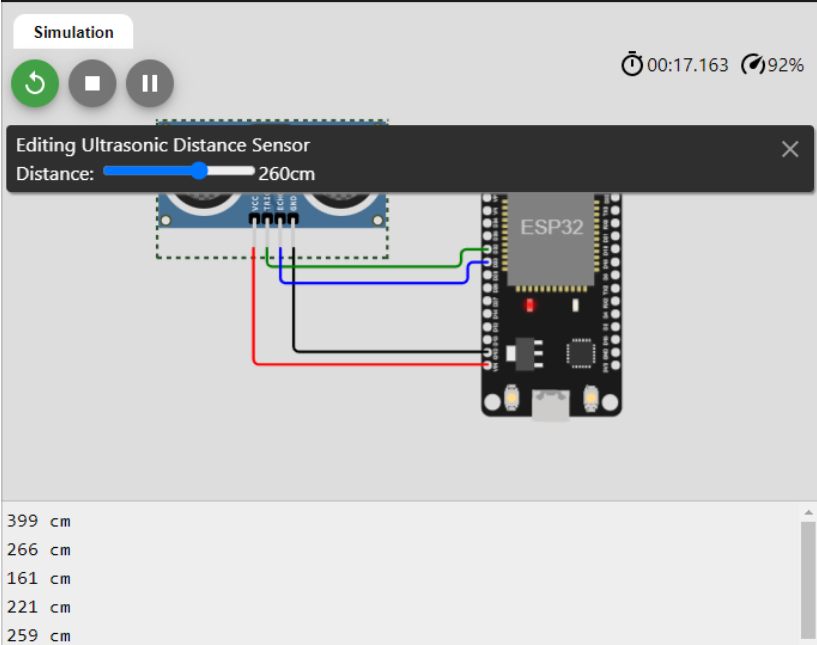 Simulation
00:17.163 92%
Editing Ultrasonic Distance Sensor
Distance: 260cm
VCC
TRIG
ECHO
GND
ESP32
399 cm
266 cm
161 cm
221 cm
259 cm